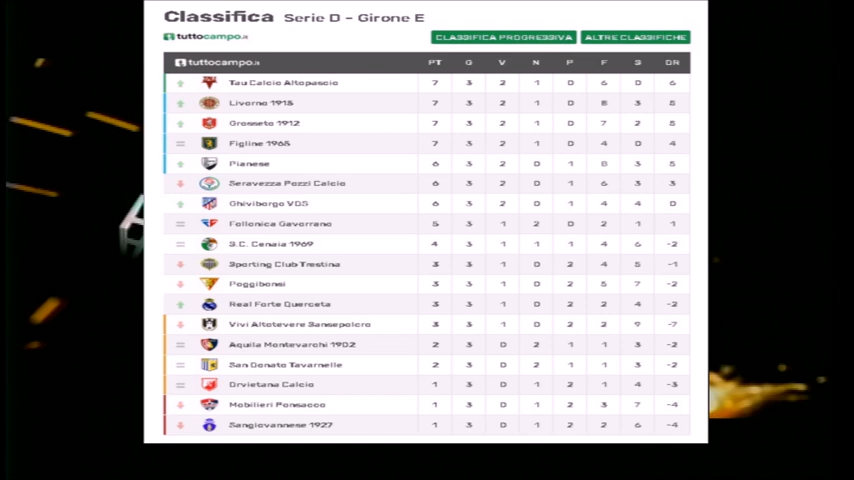 Classifica Serie D - Girone E
tuttocampo.it CLASSIFICA PROGRESSIVA ALTRE CLASSIFICHE
tuttocampo.it PT G V N P F S DR
Tau Calcio Altopascio 7 3 2 1 0 6 0 6
Livorno 1915 7 3 2 1 0 8 3 5
Grosseto 1912 7 3 2 1 0 7 2 5
Figline 1965 7 3 2 1 0 4 0 4
Pianese 6 3 2 0 1 8 3 5
Seravezza Pozzi Calcio 6 3 2 0 1 6 3 3
Ghiviborgo VDS 6 3 2 0 1 4 4 0
Follonica Gavorrano 5 3 1 2 0 2 1 1
S.C. Cenaia 1969 4 3 1 1 1 4 6 -2
Sporting Club Trestina 3 3 1 0 2 4 5 -1
Poggibonsi 3 3 1 0 2 5 7 -2
Real Forte Querceta 3 3 1 0 2 2 4 -2
Vivi Altotevere Sansepolcro 3 3 1 0 2 2 9 -7
Aquila Montevarchi 1902 2 3 0 2 1 1 3 -2
San Donato Tavarnelle 2 3 0 2 1 1 3 -2
Orvietana Calcio 1 3 0 1 2 1 4 -3
Mobilieri Ponsacco 1 3 0 1 2 3 7 -4
Sangiovannese 1927 1 3 0 1 2 2 6 -4